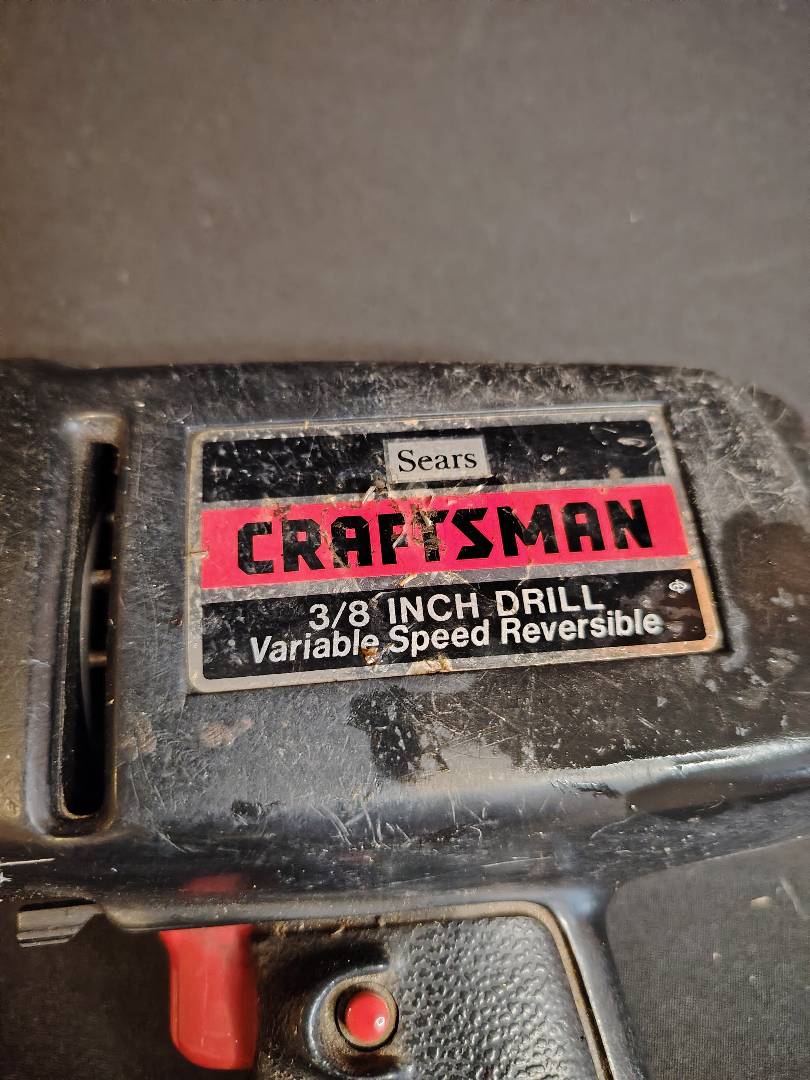 Sears
CRAFTSMAN
3/8 INCH DRILL
Variable Speed Reversible